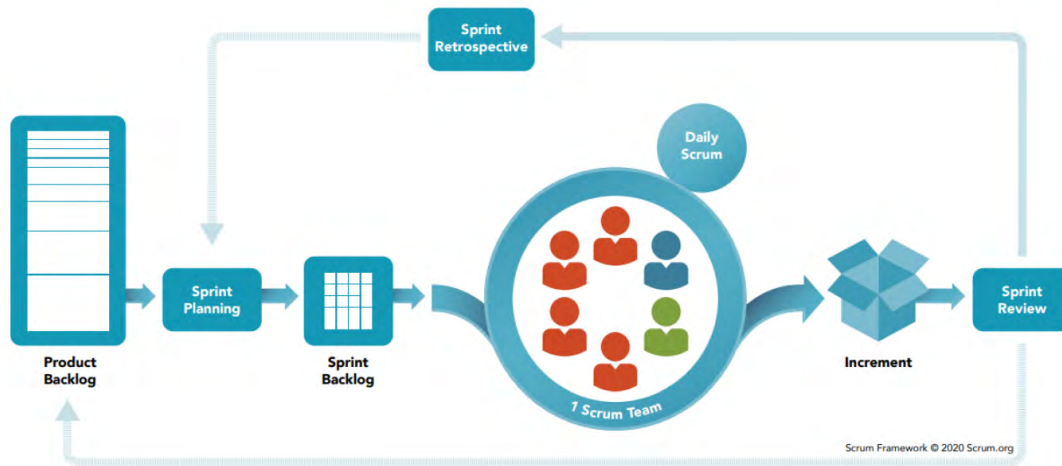 Sprint
Retrospective
Daily
Scrum
Sprint
Planning
Sprint
Review
Product
Backlog
Sprint
Backlog
1 Scrum Team
Increment
Scrum Framework © 2020 Scrum.org